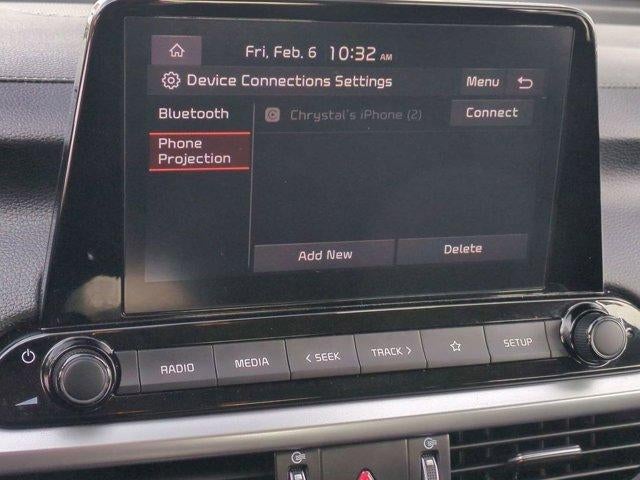 Fri, Feb. 6 10:32 AM
Device Connections Settings Menu
Bluetooth
Chrystal's iPhone (2) Connect
Phone
Projection
Add New Delete
RADIO MEDIA < SEEK TRACK > SETUP